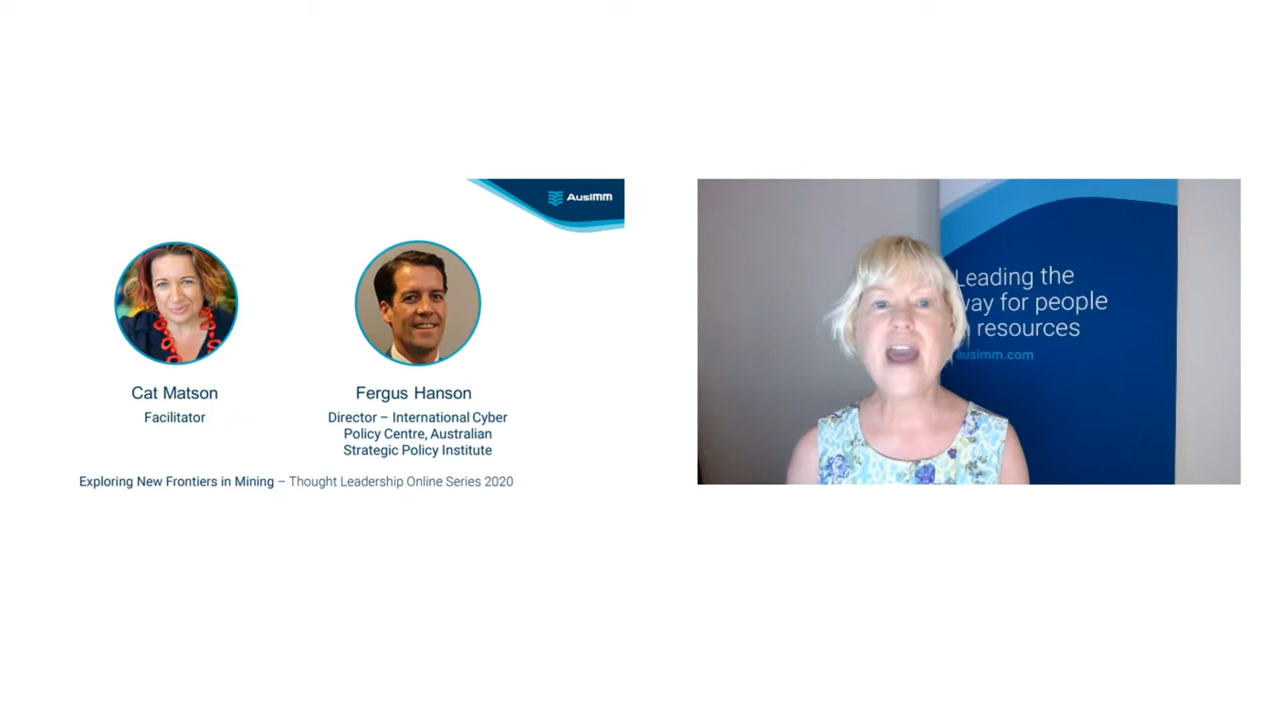 AusIMM
Cat Matson
Facilitator
Fergus Hanson
Director – International Cyber
Policy Centre, Australian
Strategic Policy Institute
Exploring New Frontiers in Mining – Thought Leadership Online Series 2020
Leading the
way for people
resources
ausimm.com